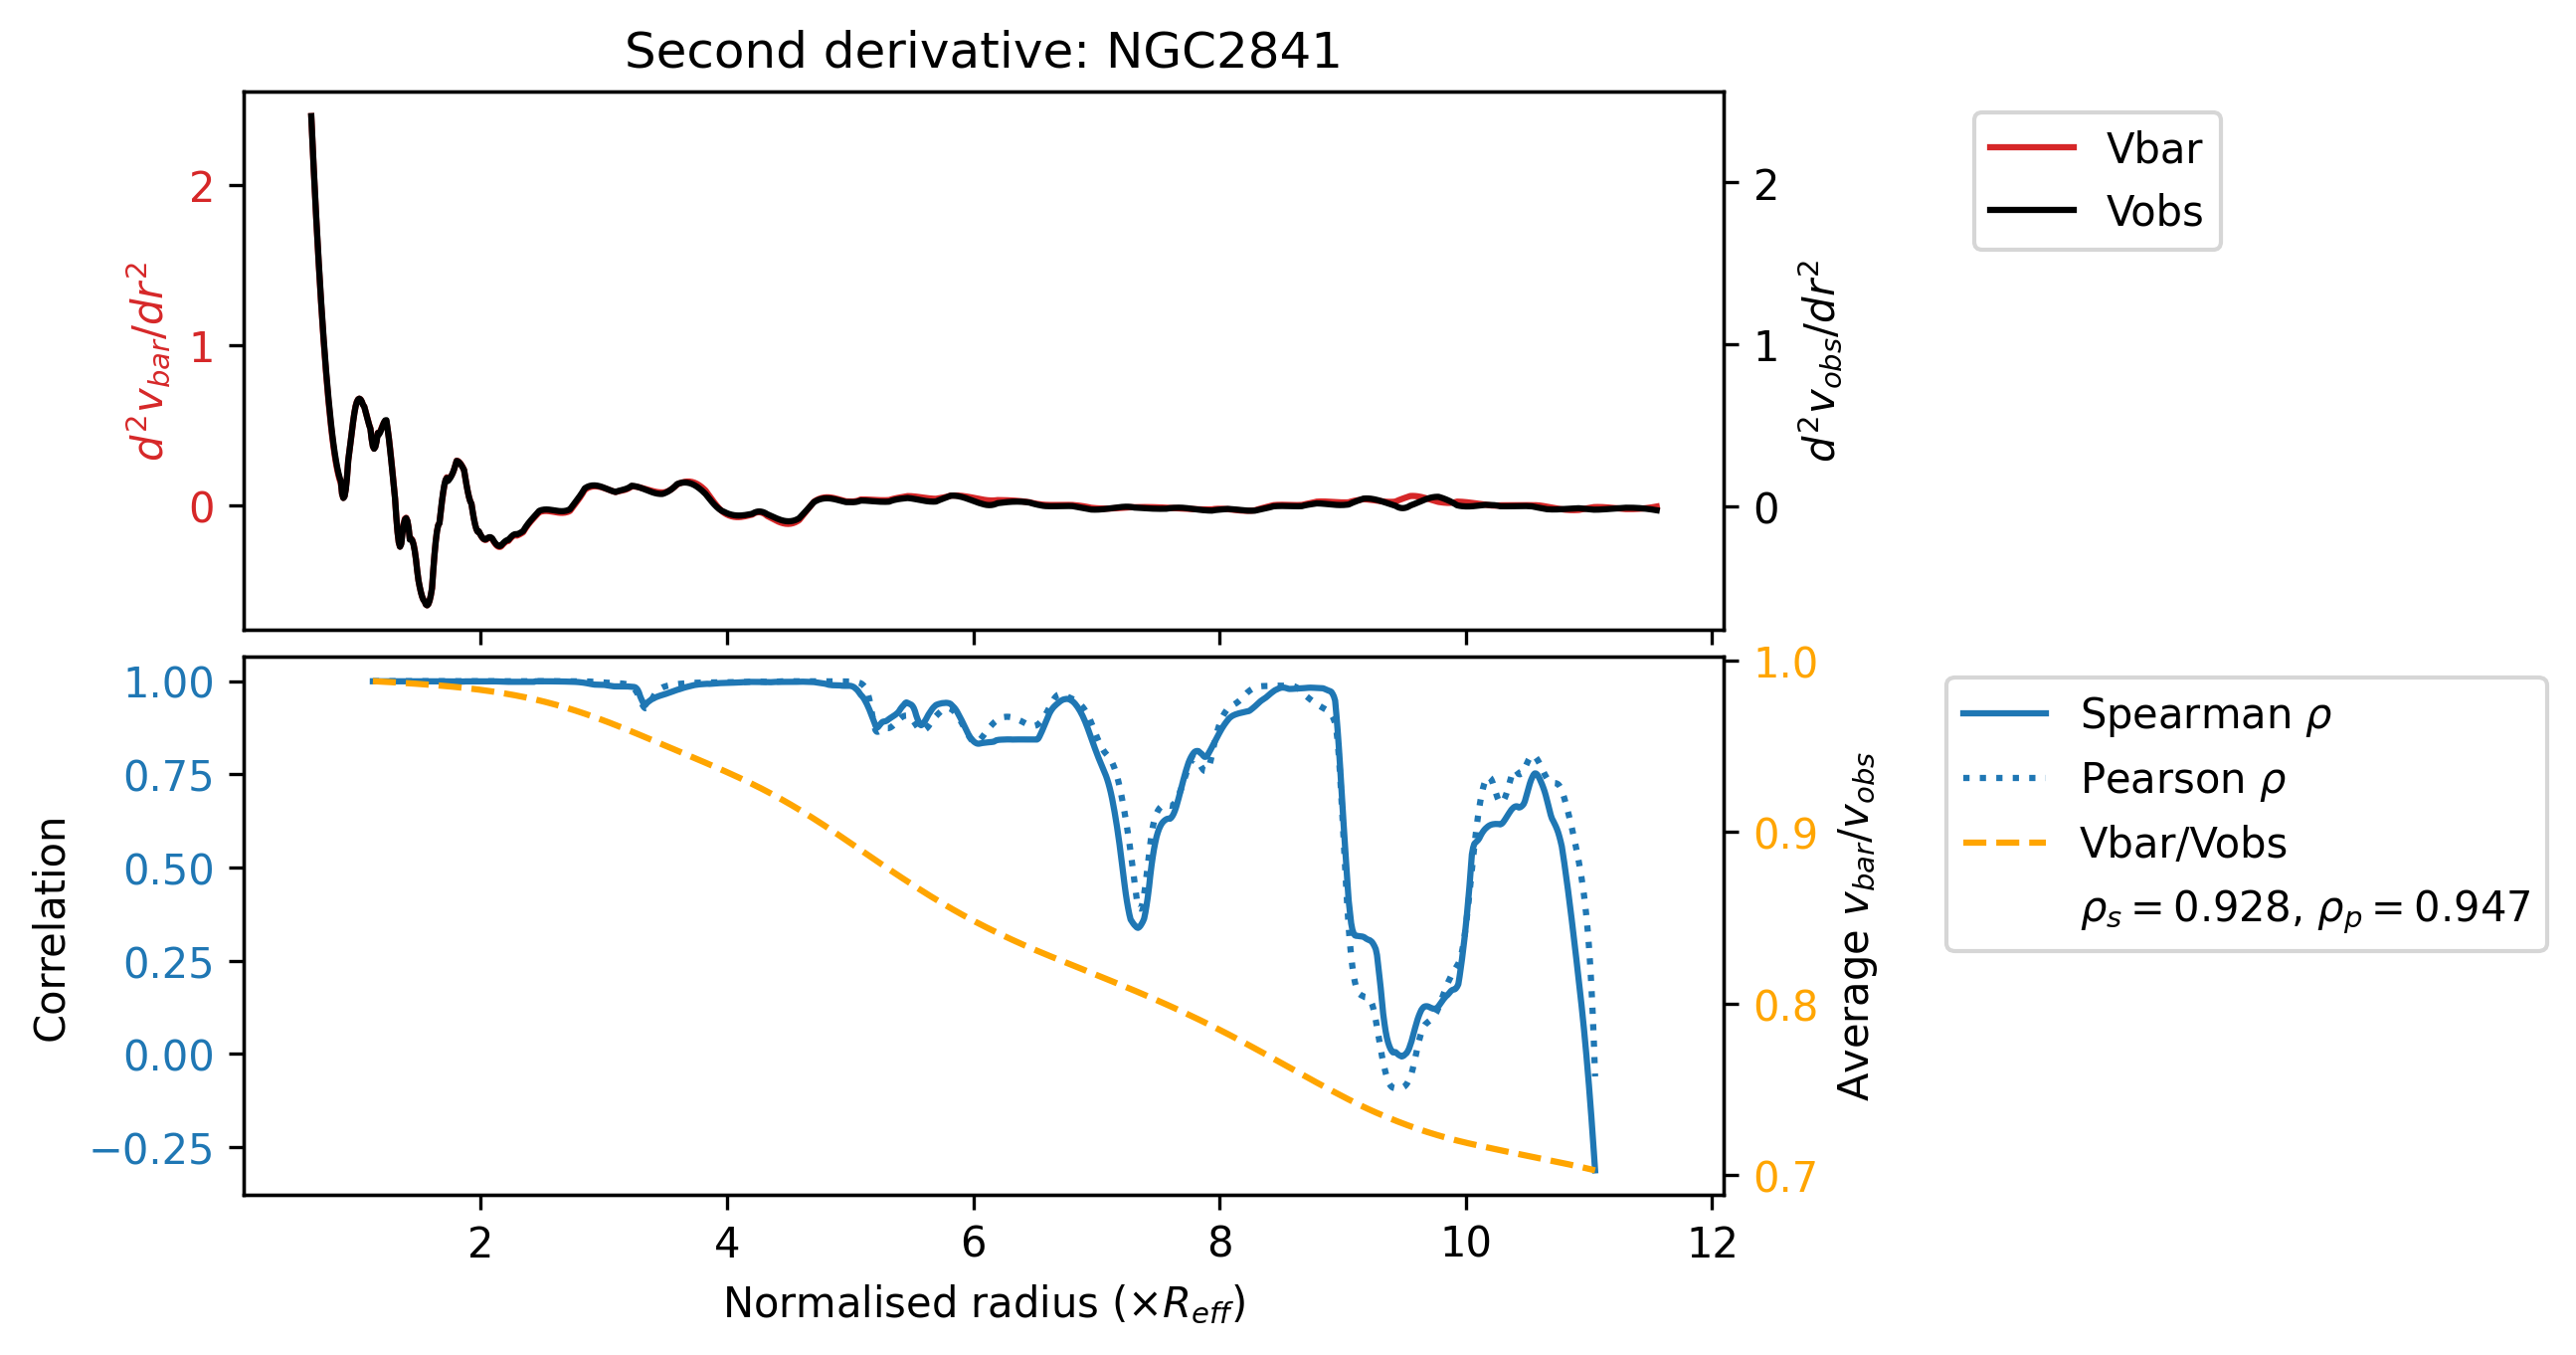 Second derivative: NGC2841
2
1
0
d²v_bar/dr²
2
1
0
d²v_obs/dr²
Vbar
Vobs
1.00
0.75
0.50
0.25
0.00
−0.25
Correlation
1.0
0.9
0.8
0.7
Average v_bar/v_obs
Spearman ρ
Pearson ρ
Vbar/Vobs
ρ_s = 0.928, ρ_p = 0.947
2 4 6 8 10 12
Normalised radius (×R_eff)